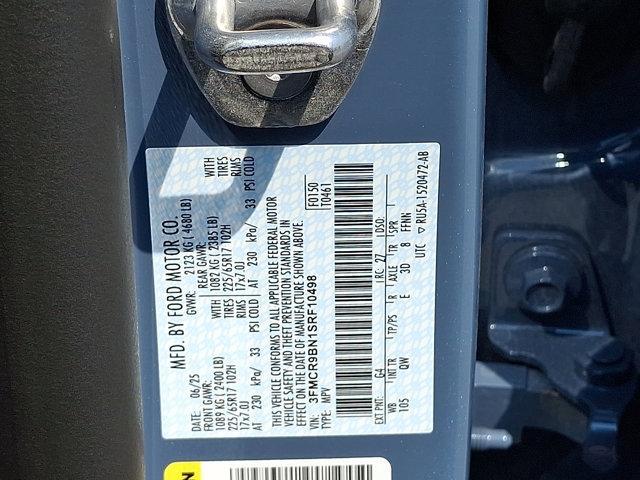 MFD. BY FORD MOTOR CO.
DATE: 06/25 GVWR: 2123 KG ( 4680 LB)
FRONT GAWR: REAR GAWR:
1089 KG ( 2400 LB) 1082 KG ( 2385 LB) WITH
225/65R17 102H WITH TIRES 225/65R17 102H TIRES
17x7.0J RIMS 17x7.0J RIMS
AT 230 kPa/ 33 PSI COLD AT 230 kPa/ 33 PSI COLD
THIS VEHICLE CONFORMS TO ALL APPLICABLE FEDERAL MOTOR
VEHICLE SAFETY AND THEFT PREVENTION STANDARDS IN
EFFECT ON THE DATE OF MANUFACTURE SHOWN ABOVE.
VIN: 3FMCR9BN1SRF10498 F0150
TYPE: MPV T0461
EXT PNT: G4 RC: 27 DSO:
WB INT TR TP/PS R AXLE TR SPR
105 QW E 3D 8 FFNK
UTC ▽ RU5A-1520472-AB
N